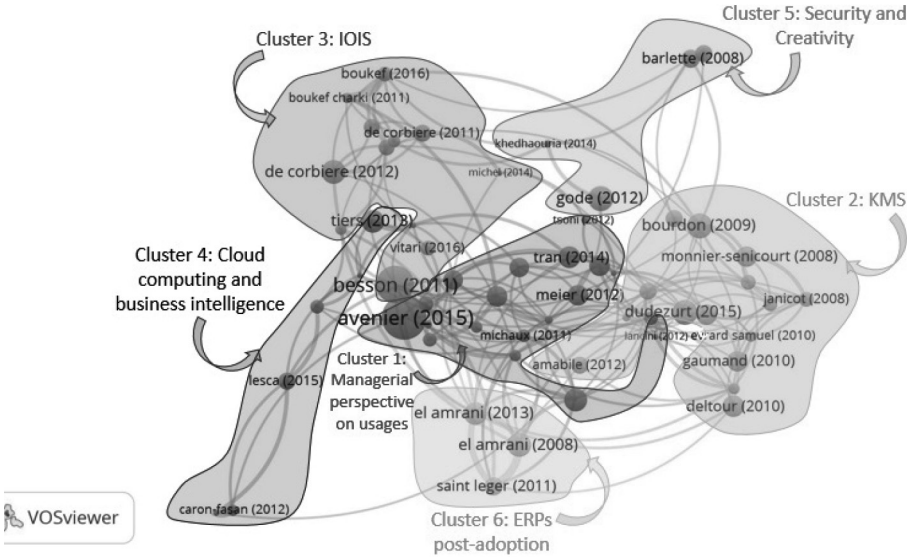 Cluster 5: Security and
Creativity
Cluster 3: IOIS
barlette (2008)
boukef (2016)
boukef charki (2011)
de corbiere (2011)
khedhaouria (2014)
de corbiere (2012)
michel (2014)
gode (2012)
Cluster 2: KMS
tiers (2013)
tsoni (2012)
bourdon (2009)
vitari (2016)
Cluster 4: Cloud
computing and
business intelligence
tran (2014)
monnier-senicourt (2008)
besson (2011)
meier (2012)
janicot (2008)
avenier (2015)
dudezurt (2015)
michaux (2011)
ard samuel (2010)
Cluster 1:
Managerial
perspective
on usages
amabile (2012)
gaumand (2010)
lesca (2015)
el amrani (2013)
deltour (2010)
el amrani (2008)
saint leger (2011)
caron-fasan (2012)
VOSviewer
Cluster 6: ERPs
post-adoption